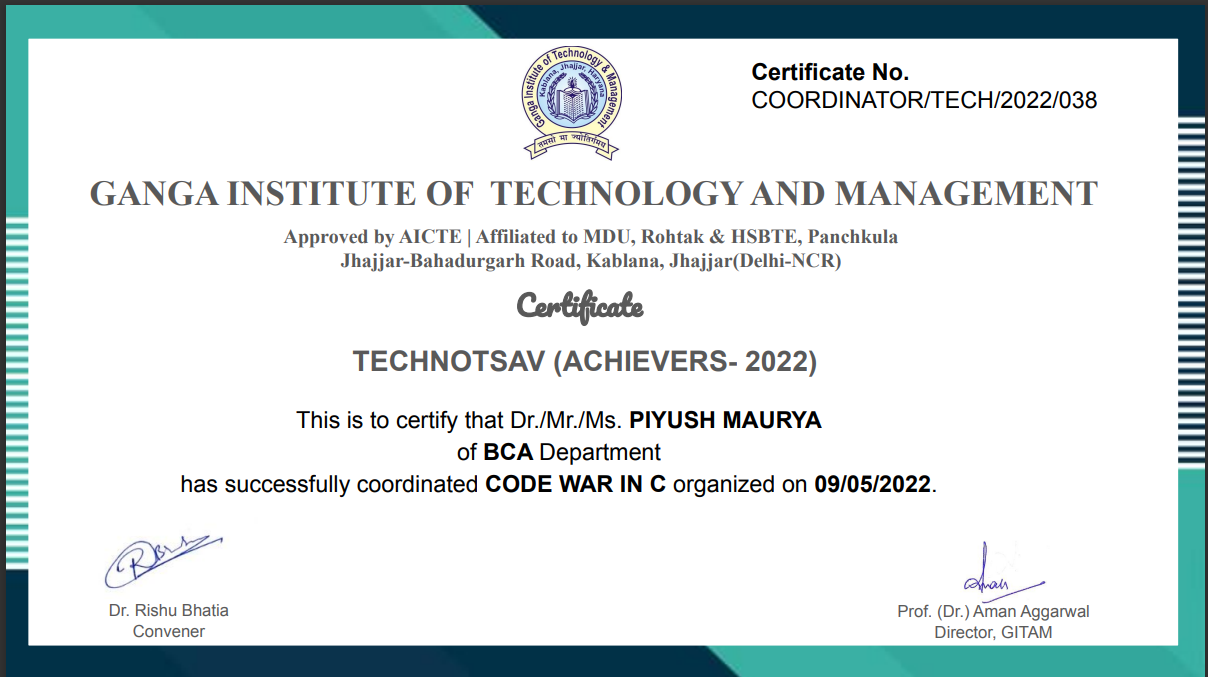 Ganga Institute of Technology & Management
Kablana, Jhajjar, Haryana
तमसो मा ज्योतिर्गमय
Certificate No.
COORDINATOR/TECH/2022/038
GANGA INSTITUTE OF TECHNOLOGY AND MANAGEMENT
Approved by AICTE | Affiliated to MDU, Rohtak & HSBTE, Panchkula
Jhajjar-Bahadurgarh Road, Kablana, Jhajjar(Delhi-NCR)
Certificate
TECHNOTSAV (ACHIEVERS- 2022)
This is to certify that Dr./Mr./Ms. PIYUSH MAURYA
of BCA Department
has successfully coordinated CODE WAR IN C organized on 09/05/2022.
Dr. Rishu Bhatia
Convener
Aman
Prof. (Dr.) Aman Aggarwal
Director, GITAM